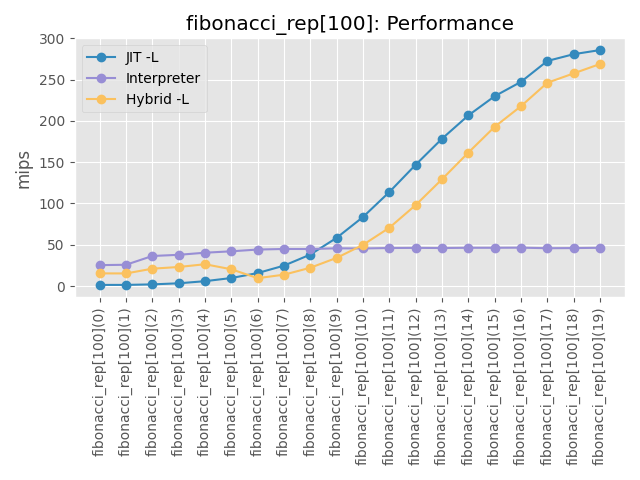 fibonacci_rep[100]: Performance
JIT -L
Interpreter
Hybrid -L
mips
300
250
200
150
100
50
0
fibonacci_rep[100](0)
fibonacci_rep[100](1)
fibonacci_rep[100](2)
fibonacci_rep[100](3)
fibonacci_rep[100](4)
fibonacci_rep[100](5)
fibonacci_rep[100](6)
fibonacci_rep[100](7)
fibonacci_rep[100](8)
fibonacci_rep[100](9)
fibonacci_rep[100](10)
fibonacci_rep[100](11)
fibonacci_rep[100](12)
fibonacci_rep[100](13)
fibonacci_rep[100](14)
fibonacci_rep[100](15)
fibonacci_rep[100](16)
fibonacci_rep[100](17)
fibonacci_rep[100](18)
fibonacci_rep[100](19)